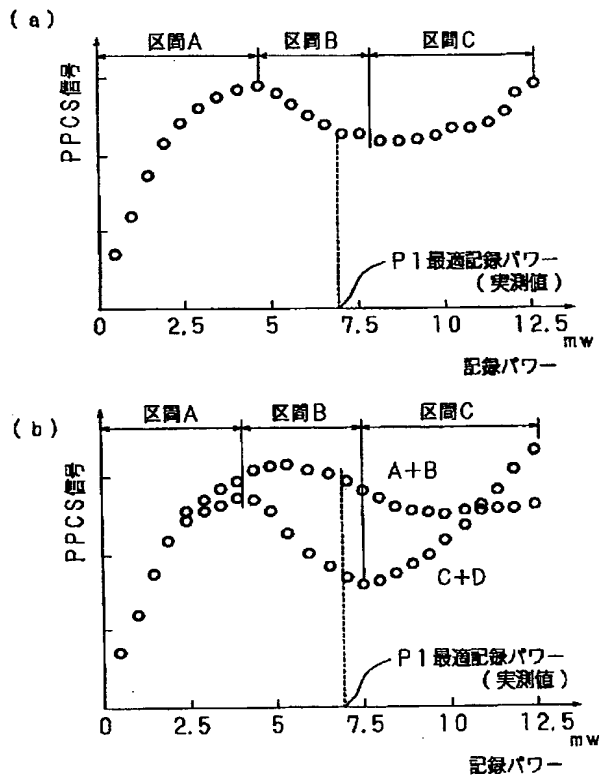 (a)
区間A 区間B 区間C
PPCS信号
P1最適記録パワー
(実測値)
0 2.5 5 7.5 10 12.5
mw
記録パワー
(b)
区間A 区間B 区間C
PPCS信号
A+B
C+D
P1最適記録パワー
(実測値)
0 2.5 5 7.5 10 12.5
mw
記録パワー